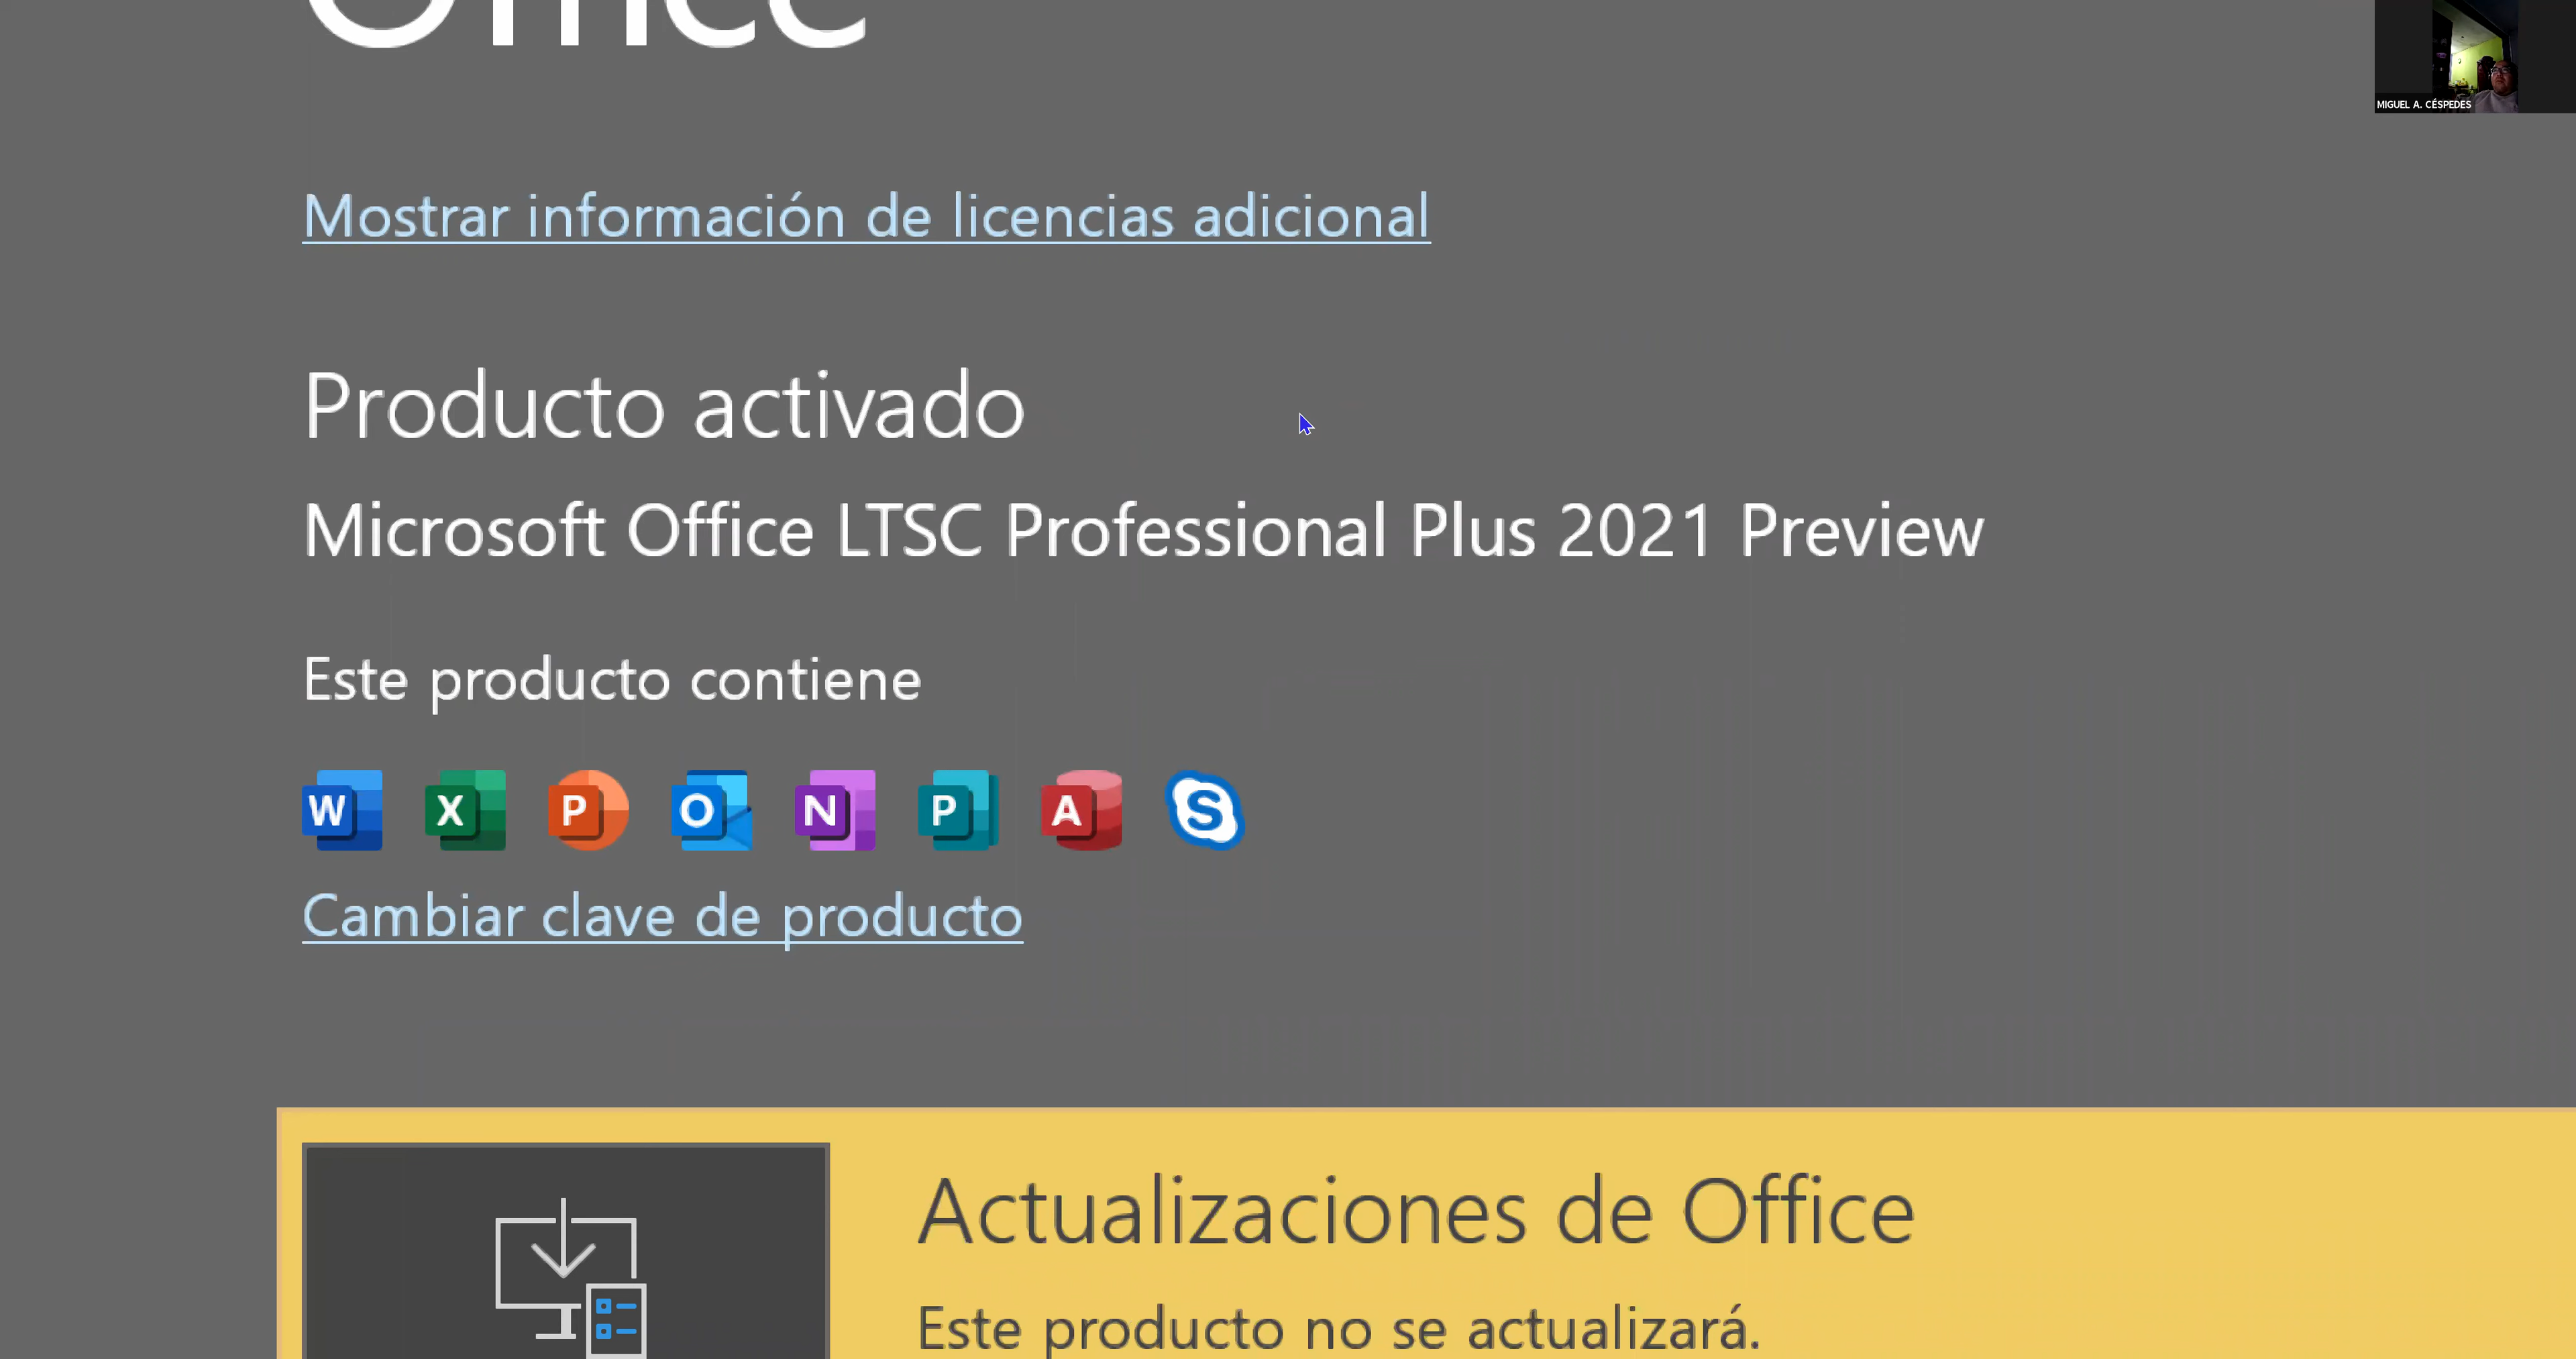 Office
MIGUEL A. CÉSPEDES
Mostrar información de licencias adicional
Producto activado
Microsoft Office LTSC Professional Plus 2021 Preview
Este producto contiene
W X P O N P A S
Cambiar clave de producto
Actualizaciones de Office
Este producto no se actualizará.